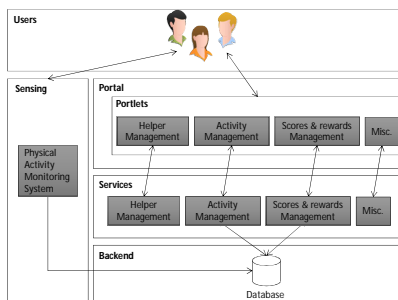 Users
Sensing
Portal
Portlets
Helper
Management
Activity
Management
Scores & rewards
Management
Misc.
Physical
Activity
Monitoring
System
Services
Helper
Management
Activity
Management
Scores & rewards
Management
Misc.
Backend
Database